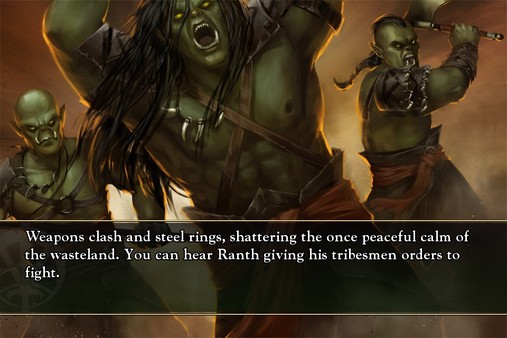 Weapons clash and steel rings, shattering the once peaceful calm of
the wasteland. You can hear Ranth giving his tribesmen orders to
fight.